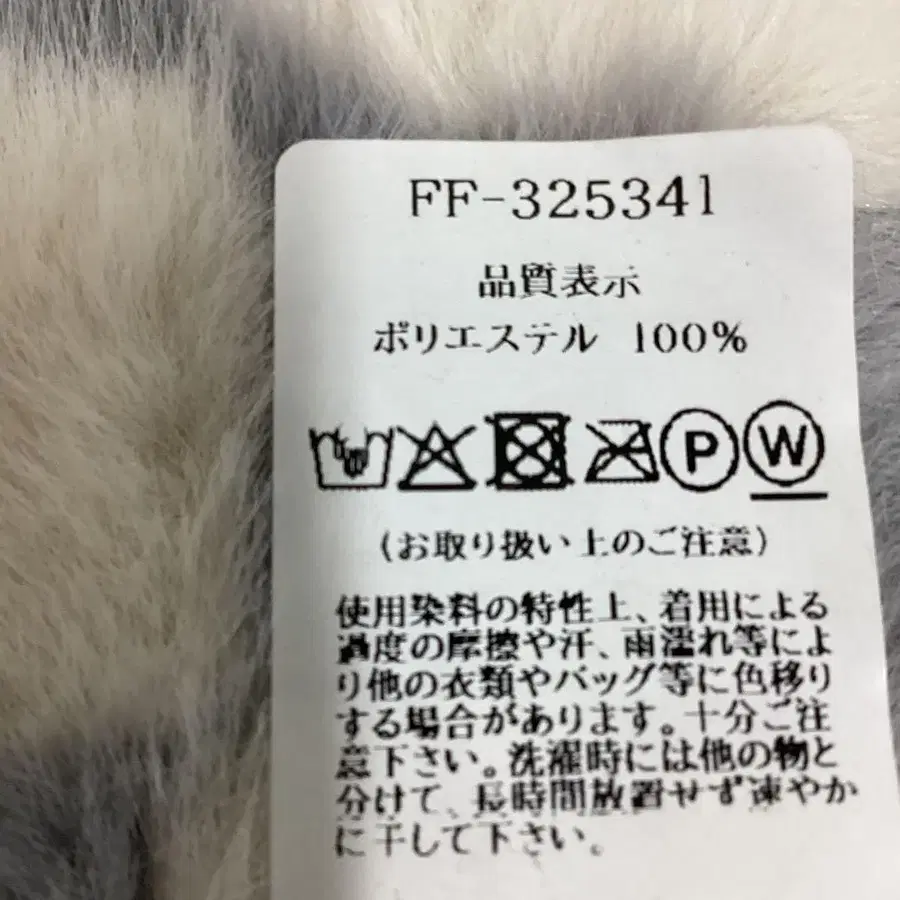 FF-325341
品質表示
ポリエステル 100%
P W
(お取り扱い上のご注意)
使用染料の特性上、着用による
過度の摩擦や汗、雨濡れ等によ
り他の衣類やバッグ等に色移り
する場合があります。十分ご注
意下さい。洗濯時には他の物と
分けて、長時間放置せず速やか
に干して下さい。